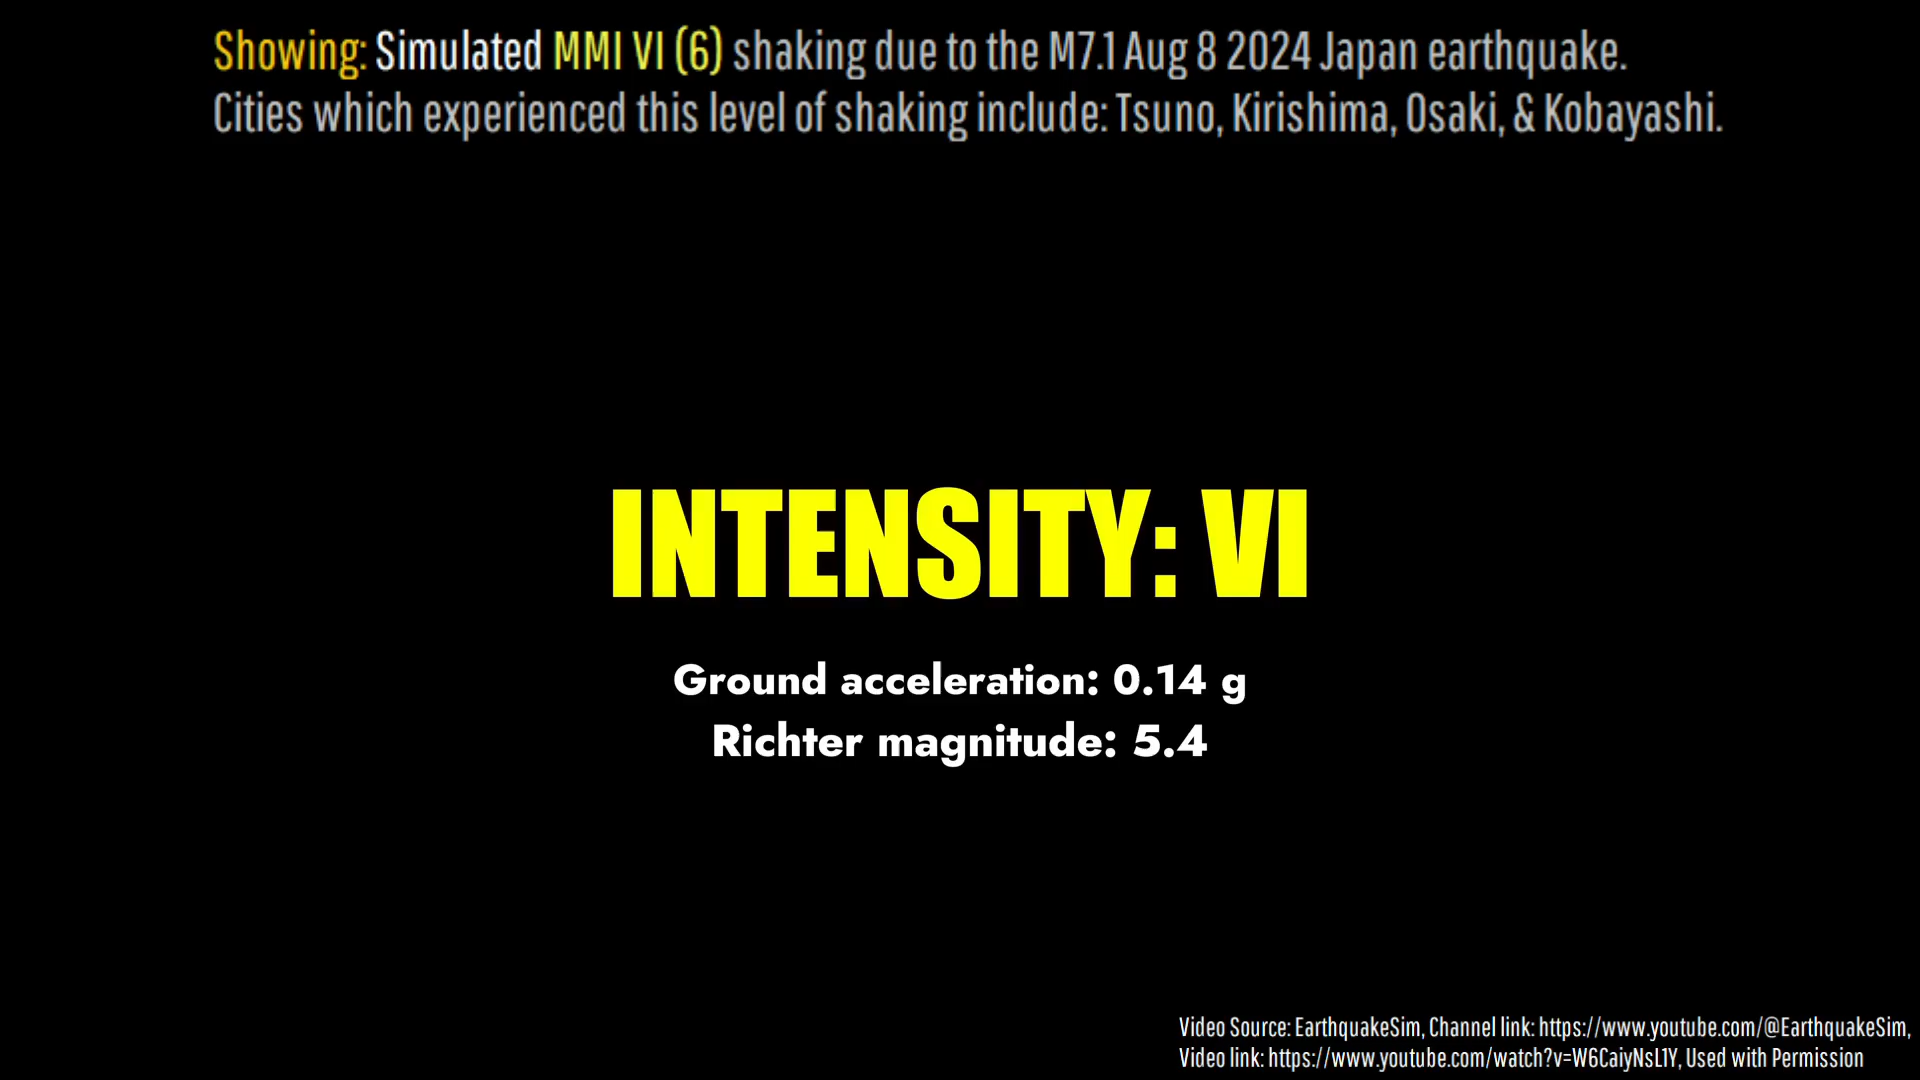 Showing: Simulated MMI VI (6) shaking due to the M7.1 Aug 8 2024 Japan earthquake.
Cities which experienced this level of shaking include: Tsuno, Kirishima, Osaki, & Kobayashi.
INTENSITY: VI
Ground acceleration: 0.14 g
Richter magnitude: 5.4
Video Source: EarthquakeSim, Channel link: https://www.youtube.com/@EarthquakeSim,
Video link: https://www.youtube.com/watch?v=W6CaiyNsL1Y, Used with Permission